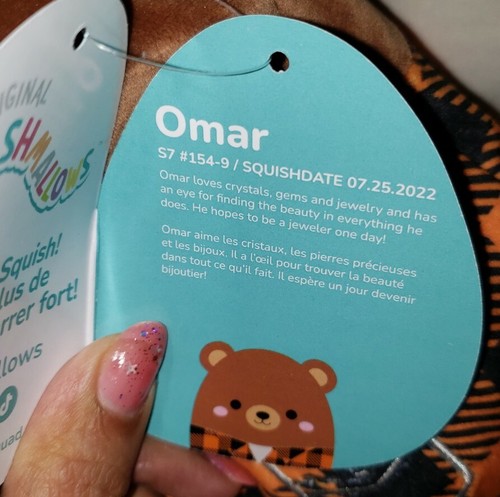 IGINAL
SHMALLOWS
Squish!
lus de
rrer fort!
llows
uad
Omar
S7 #154-9 / SQUISHDATE 07.25.2022
Omar loves crystals, gems and jewelry and has
an eye for finding the beauty in everything he
does. He hopes to be a jeweler one day!
Omar aime les cristaux, les pierres précieuses
et les bijoux. Il a l'œil pour trouver la beauté
dans tout ce qu'il fait. Il espère un jour devenir
bijoutier!